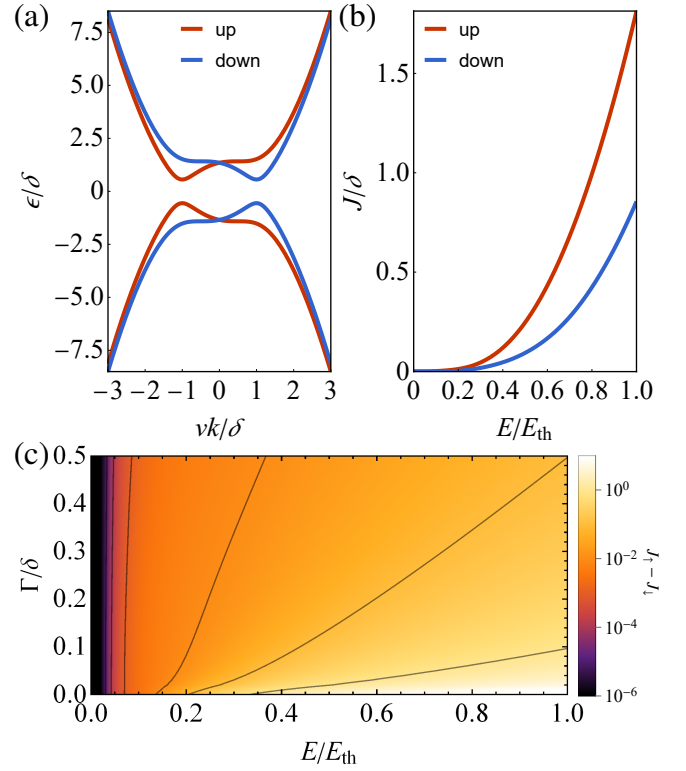 (a)
up
down
7.5
5.0
2.5
0
−2.5
−5.0
−7.5
ϵ/δ
−3 −2 −1 0 1 2 3
vk/δ
(b)
up
down
1.5
1.0
0.5
0
J/δ
0 0.2 0.4 0.6 0.8 1.0
E/E_th
(c)
0.5
0.4
0.3
0.2
0.1
0.0
Γ/δ
0.0 0.2 0.4 0.6 0.8 1.0
E/E_th
10^0
10^−2
10^−4
10^−6